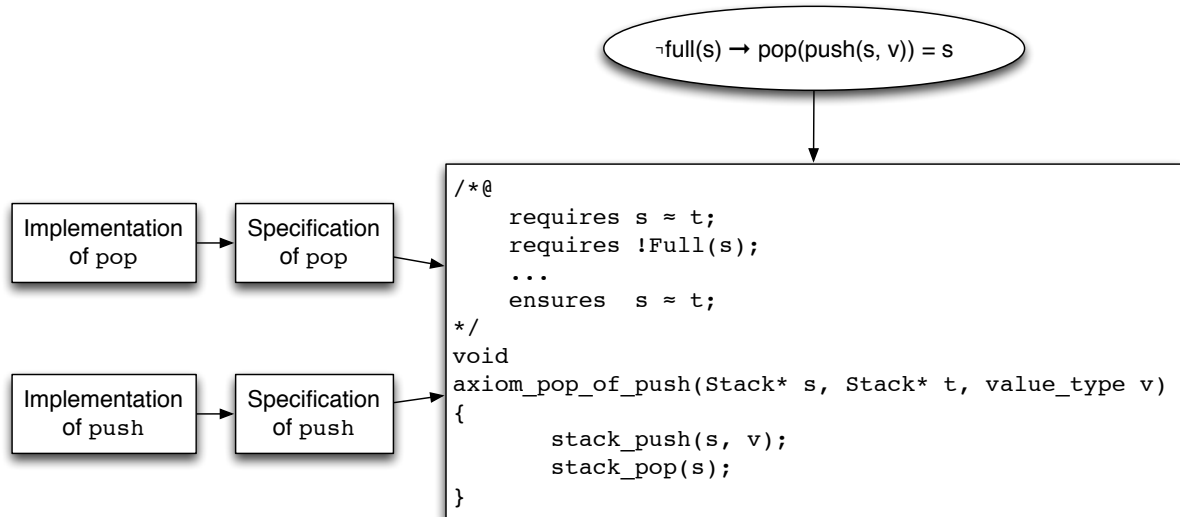 ¬full(s) → pop(push(s, v)) = s
Implementation
of pop
Specification
of pop
Implementation
of push
Specification
of push
/*@
    requires s ≈ t;
    requires !Full(s);
    ...
    ensures  s ≈ t;
*/
void
axiom_pop_of_push(Stack* s, Stack* t, value_type v)
{
       stack_push(s, v);
       stack_pop(s);
}